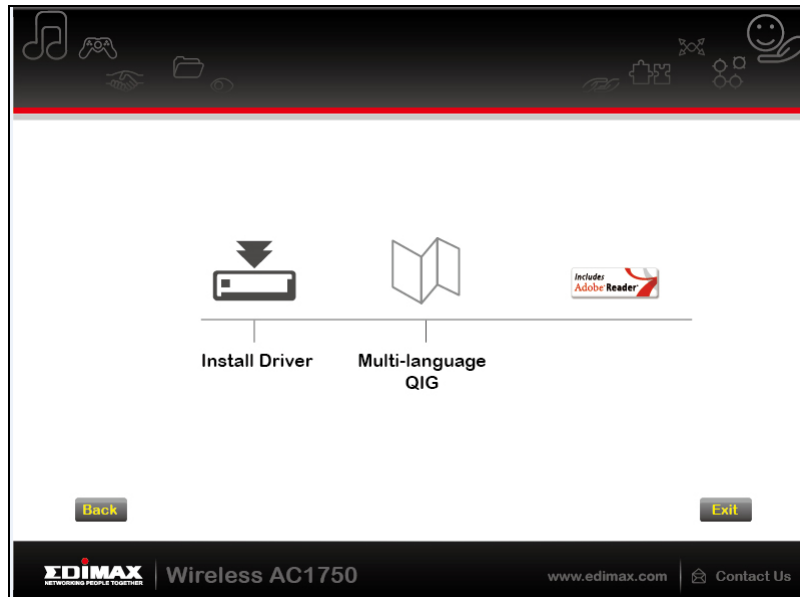 Includes
Adobe Reader
Install Driver
Multi-language
QIG
Back
Exit
EDIMAX
NETWORKING PEOPLE TOGETHER
Wireless AC1750
www.edimax.com
Contact Us